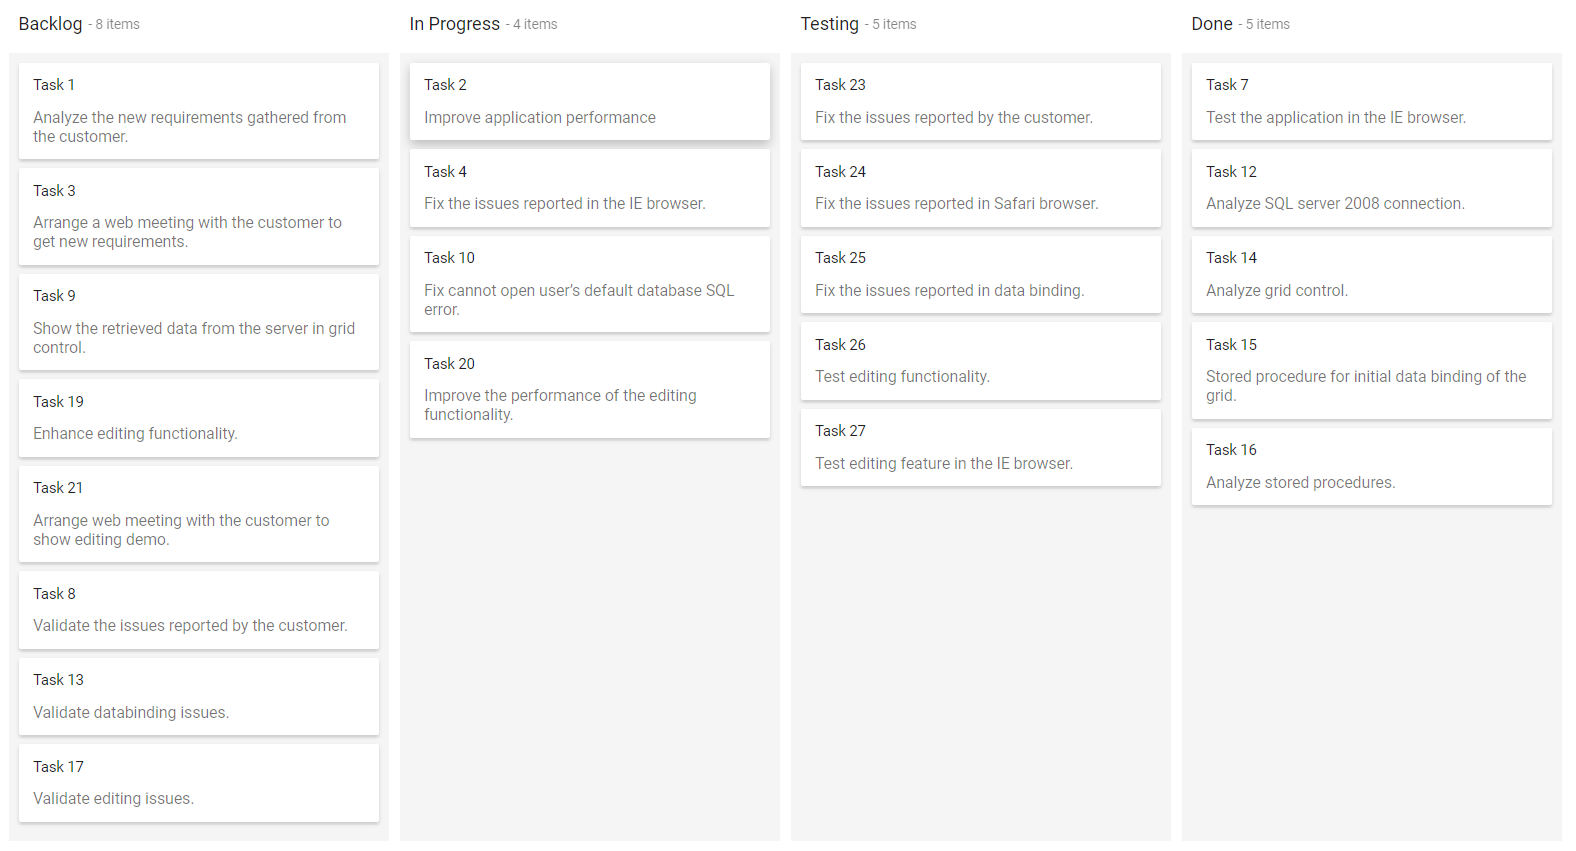 Backlog - 8 items
Task 1
Analyze the new requirements gathered from
the customer.
Task 3
Arrange a web meeting with the customer to
get new requirements.
Task 9
Show the retrieved data from the server in grid
control.
Task 19
Enhance editing functionality.
Task 21
Arrange web meeting with the customer to
show editing demo.
Task 8
Validate the issues reported by the customer.
Task 13
Validate databinding issues.
Task 17
Validate editing issues.
In Progress - 4 items
Task 2
Improve application performance
Task 4
Fix the issues reported in the IE browser.
Task 10
Fix cannot open user’s default database SQL
error.
Task 20
Improve the performance of the editing
functionality.
Testing - 5 items
Task 23
Fix the issues reported by the customer.
Task 24
Fix the issues reported in Safari browser.
Task 25
Fix the issues reported in data binding.
Task 26
Test editing functionality.
Task 27
Test editing feature in the IE browser.
Done - 5 items
Task 7
Test the application in the IE browser.
Task 12
Analyze SQL server 2008 connection.
Task 14
Analyze grid control.
Task 15
Stored procedure for initial data binding of the
grid.
Task 16
Analyze stored procedures.